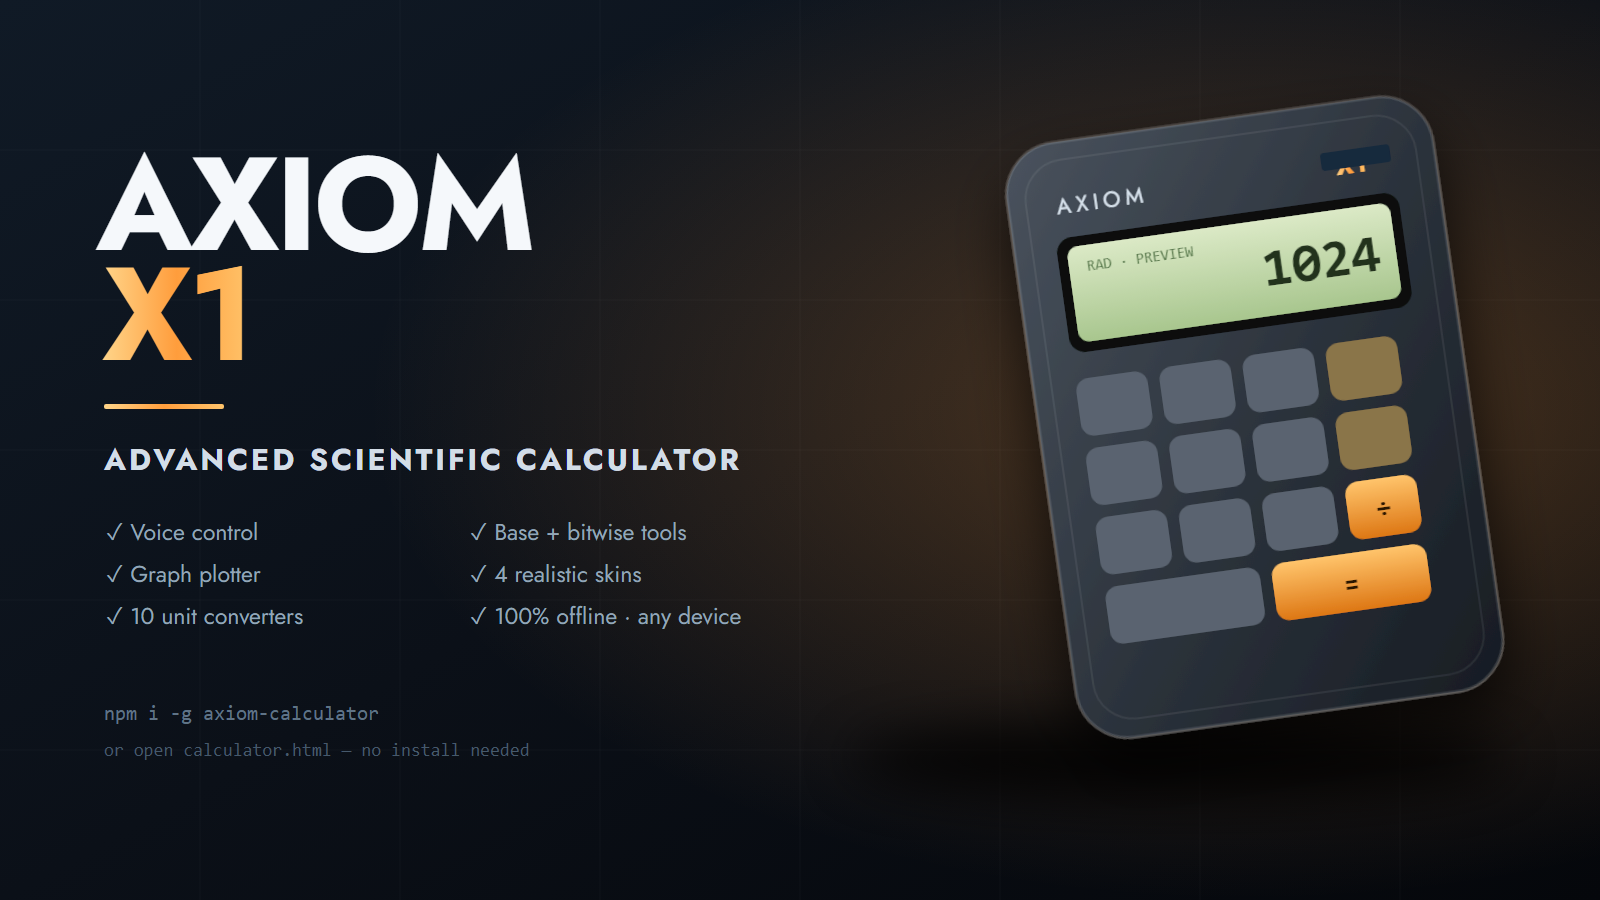 AXIOM
X1
ADVANCED SCIENTIFIC CALCULATOR
✓ Voice control
✓ Base + bitwise tools
✓ Graph plotter
✓ 4 realistic skins
✓ 10 unit converters
✓ 100% offline · any device
npm i -g axiom-calculator
or open calculator.html — no install needed
AXIOM
RAD · PREVIEW
1024
÷
=